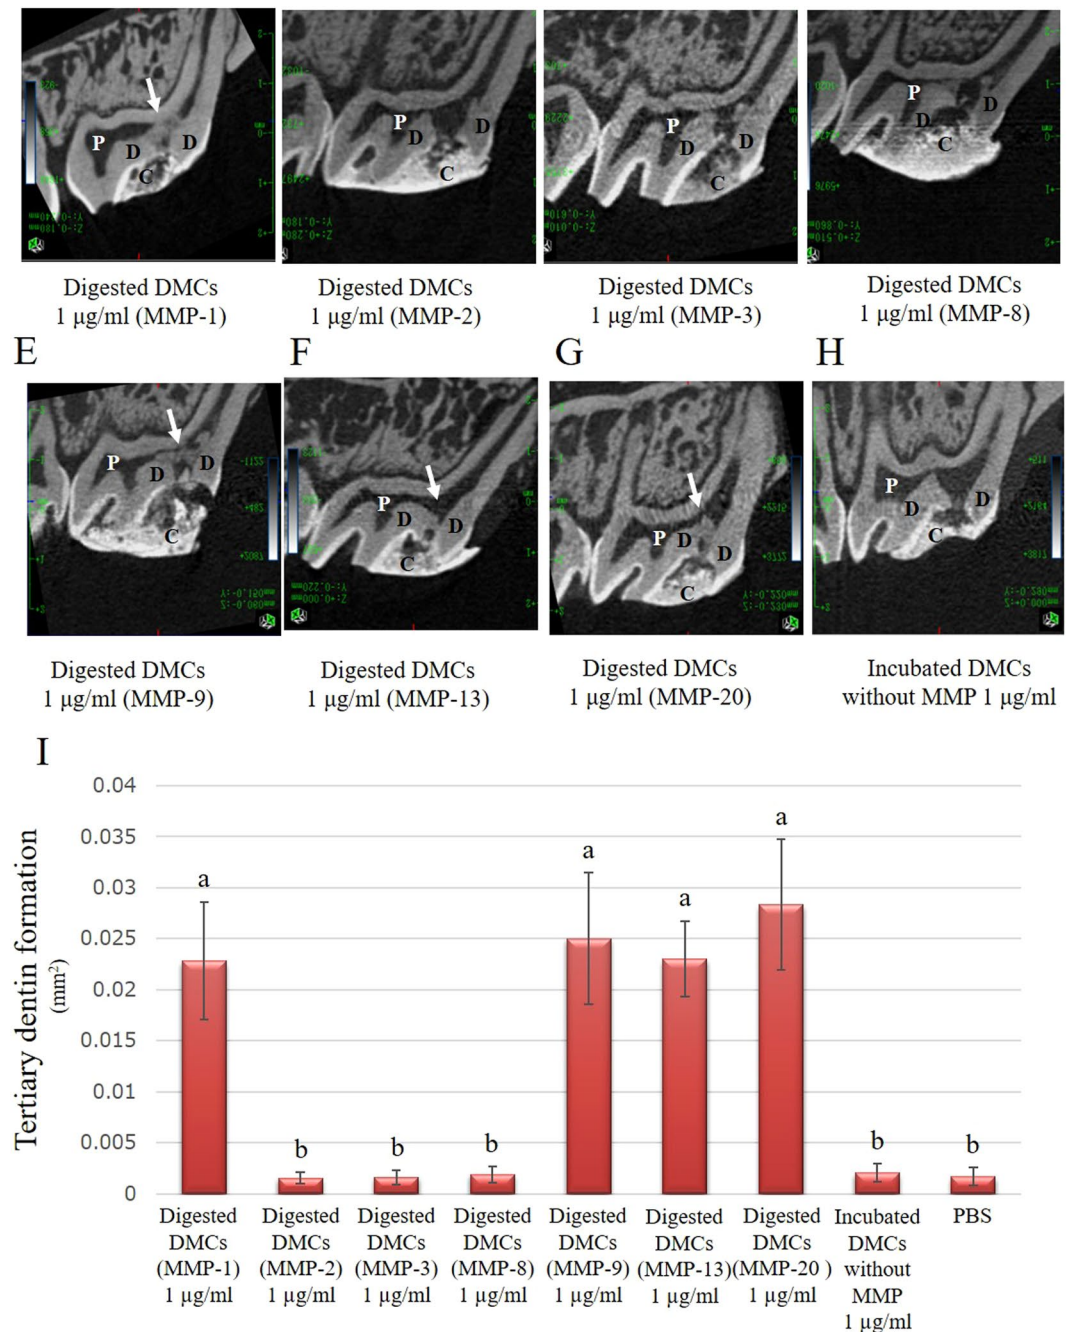 P
D
D
C
Digested DMCs
1 μg/ml (MMP-1)
P
D
D
C
Digested DMCs
1 μg/ml (MMP-2)
P
D
D
C
Digested DMCs
1 μg/ml (MMP-3)
P
D
D
C
Digested DMCs
1 μg/ml (MMP-8)
E
P
D
D
C
Digested DMCs
1 μg/ml (MMP-9)
F
P
D
D
C
Digested DMCs
1 μg/ml (MMP-13)
G
P
D
D
C
Digested DMCs
1 μg/ml (MMP-20)
H
P
D
D
C
Incubated DMCs
without MMP 1 μg/ml
I
Tertiary dentin formation
(mm²)
0.04
0.035
0.03
0.025
0.02
0.015
0.01
0.005
0
a
b
b
b
a
a
a
b
b
Digested
DMCs
(MMP-1)
1 μg/ml
Digested
DMCs
(MMP-2)
1 μg/ml
Digested
DMCs
(MMP-3)
1 μg/ml
Digested
DMCs
(MMP-8)
1 μg/ml
Digested
DMCs
(MMP-9)
1 μg/ml
Digested
DMCs
(MMP-13)
1 μg/ml
Digested
DMCs
(MMP-20 )
1 μg/ml
Incubated
DMCs
without
MMP
1 μg/ml
PBS